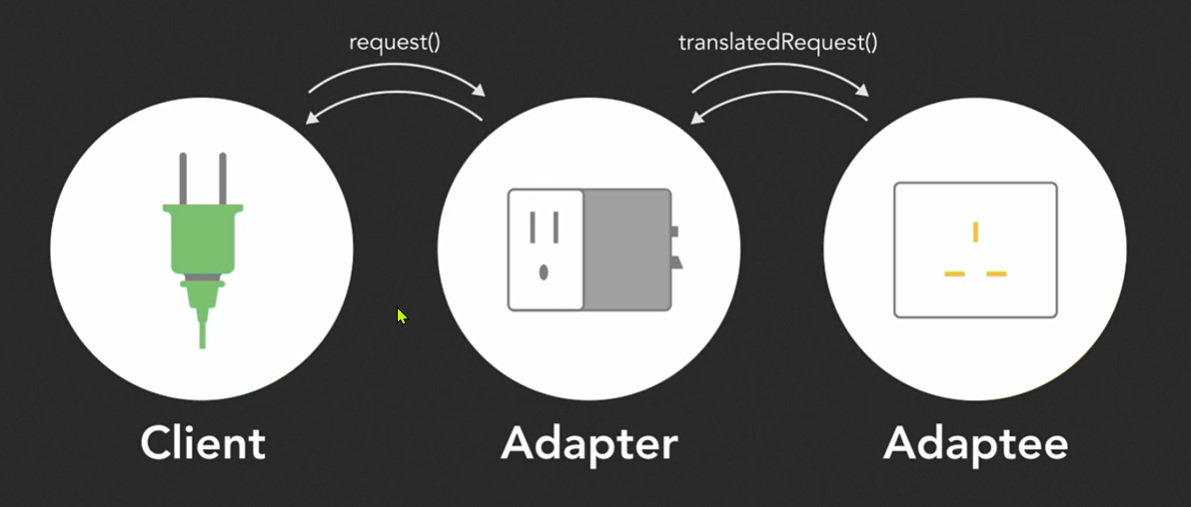 request()
translatedRequest()
Client
Adapter
Adaptee